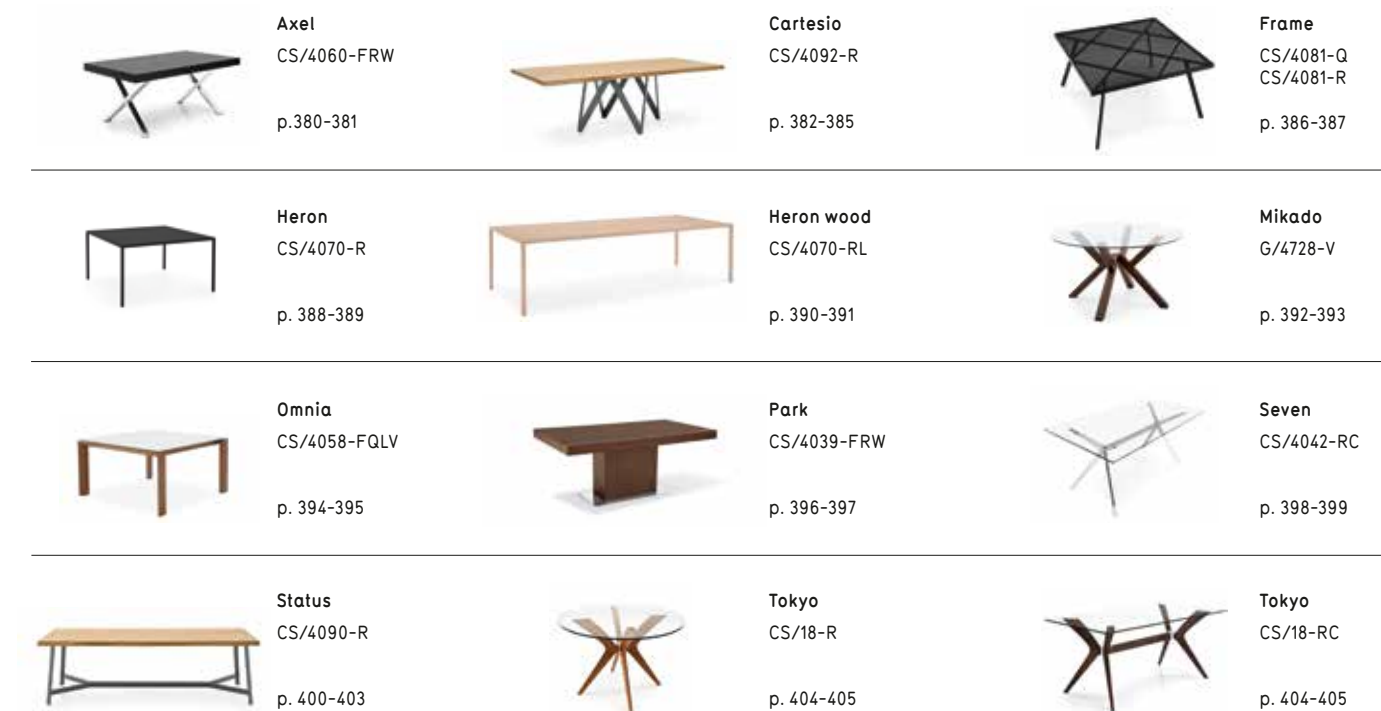 Axel
CS/4060-FRW
p.380-381
Cartesio
CS/4092-R
p. 382-385
Frame
CS/4081-Q
CS/4081-R
p. 386-387
Heron
CS/4070-R
p. 388-389
Heron wood
CS/4070-RL
p. 390-391
Mikado
G/4728-V
p. 392-393
Omnia
CS/4058-FQLV
p. 394-395
Park
CS/4039-FRW
p. 396-397
Seven
CS/4042-RC
p. 398-399
Status
CS/4090-R
p. 400-403
Tokyo
CS/18-R
p. 404-405
Tokyo
CS/18-RC
p. 404-405